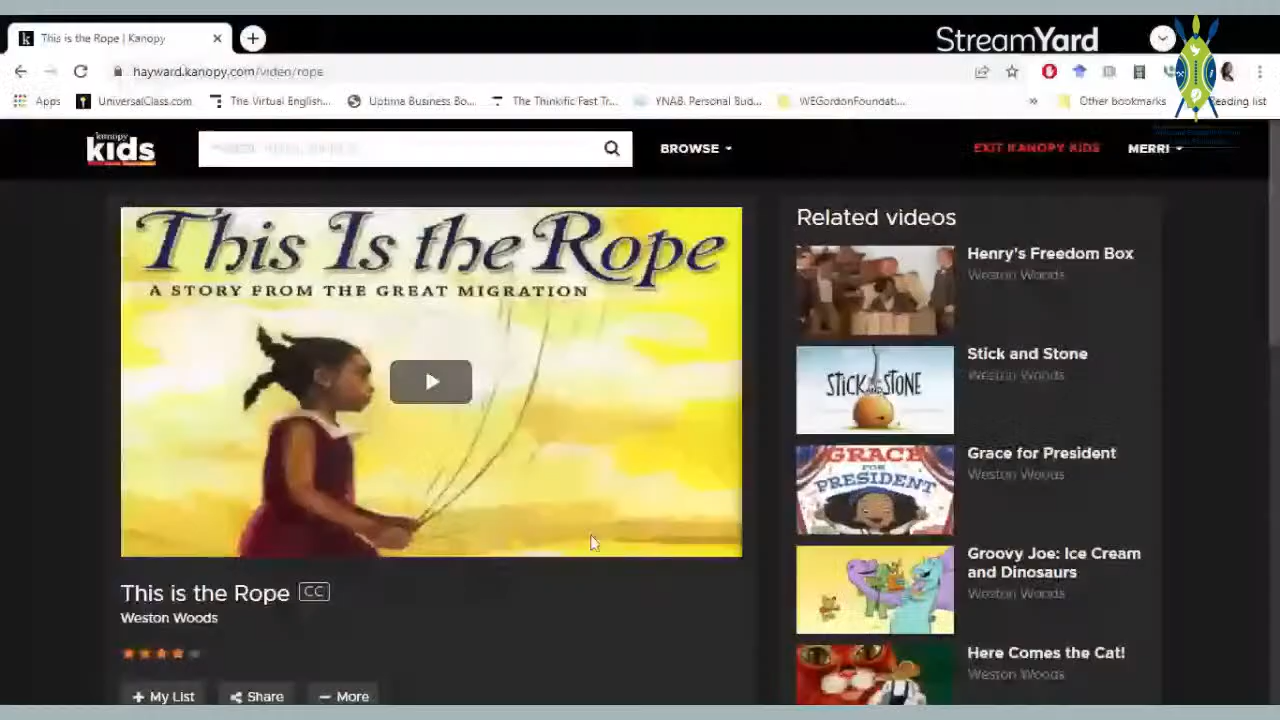 StreamYard
This is the Rope | Kanopy
hayward.kanopy.com/video/rope
Apps
UniversalClass.com
The Virtual English...
Uptima Business Bo...
The Thinkific Fast Tr...
YNAB. Personal Bud...
WEGordonFoundati...
»
Other bookmarks
Reading list
kanopy
kids
BROWSE
EXIT KANOPY KIDS
MERRI
This Is the Rope
A STORY FROM THE GREAT MIGRATION
This is the Rope CC
Weston Woods
+ My List
Share
− More
Related videos
Henry's Freedom Box
Weston Woods
STICK AND STONE
Stick and Stone
Weston Woods
GRACE
FOR
PRESIDENT
Grace for President
Weston Woods
Groovy Joe: Ice Cream
and Dinosaurs
Weston Woods
Here Comes the Cat!
Weston Woods